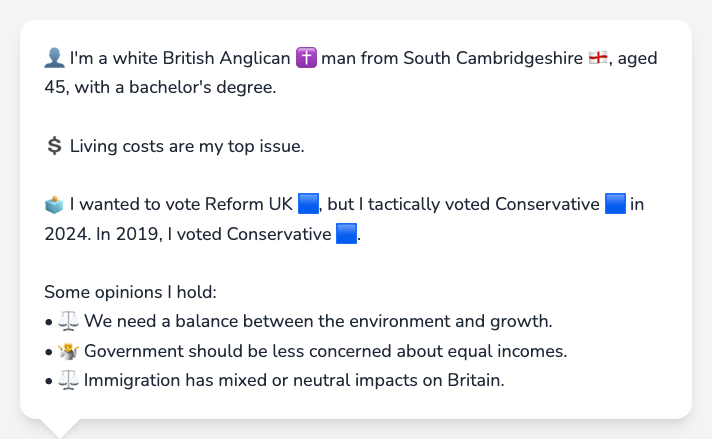 👤 I'm a white British Anglican ✝️ man from South Cambridgeshire 🏴󠁧󠁢󠁥󠁮󠁧󠁿, aged
45, with a bachelor's degree.
💲 Living costs are my top issue.
🗳️ I wanted to vote Reform UK 🟦, but I tactically voted Conservative 🟦 in
2024. In 2019, I voted Conservative 🟦.
Some opinions I hold:
• ⚖️ We need a balance between the environment and growth.
• 🤷 Government should be less concerned about equal incomes.
• ⚖️ Immigration has mixed or neutral impacts on Britain.